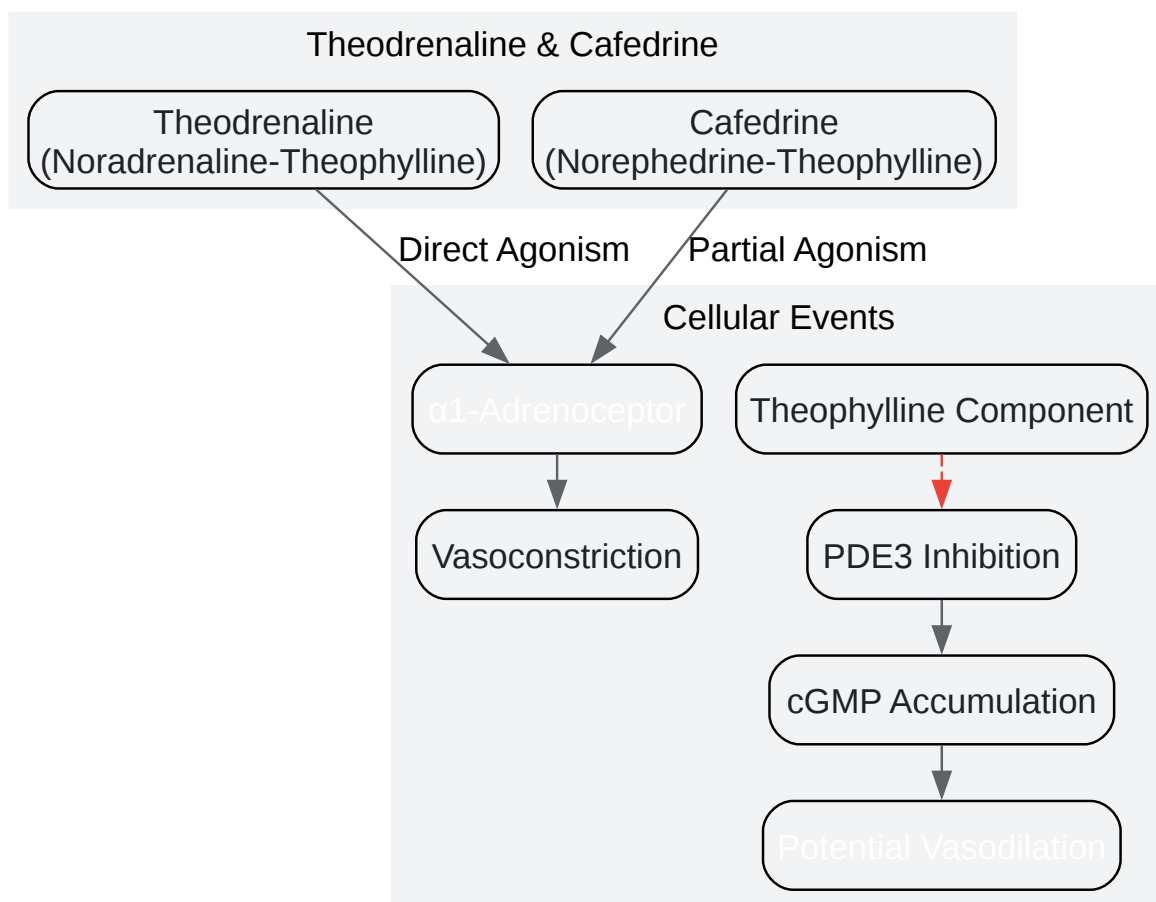 Theodrenaline & Cafedrine
Theodrenaline
(Noradrenaline-Theophylline)
Cafedrine
(Norephedrine-Theophylline)
Direct Agonism
Partial Agonism
Cellular Events
α1-Adrenoceptor
Theophylline Component
Vasoconstriction
PDE3 Inhibition
cGMP Accumulation
Potential Vasodilation